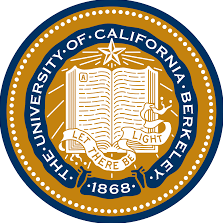 THE·UNIVERSITY·OF·CALIFORNIA·BERKELEY
A
LET THERE BE LIGHT
·1868·